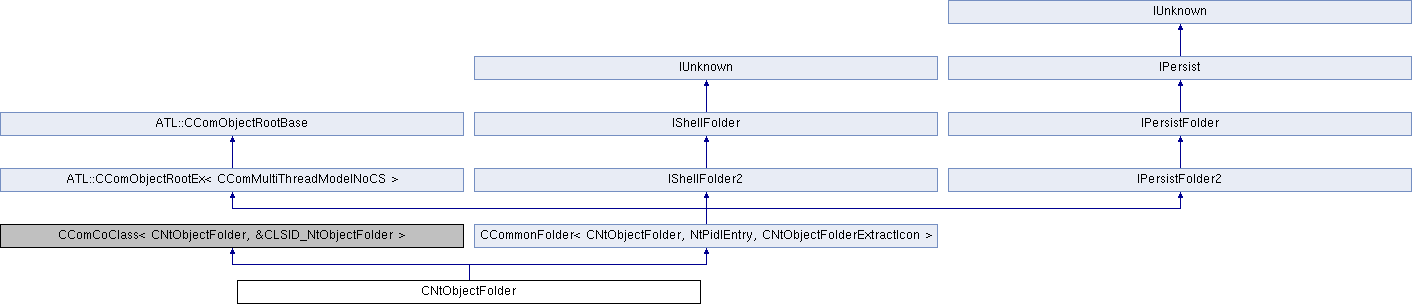 IUnknown
IUnknown
IPersist
ATL::CComObjectRootBase
IShellFolder
IPersistFolder
ATL::CComObjectRootEx< CComMultiThreadModelNoCS >
IShellFolder2
IPersistFolder2
CComCoClass< CNtObjectFolder, &CLSID_NtObjectFolder >
CCommonFolder< CNtObjectFolder, NtPidlEntry, CNtObjectFolderExtractIcon >
CNtObjectFolder